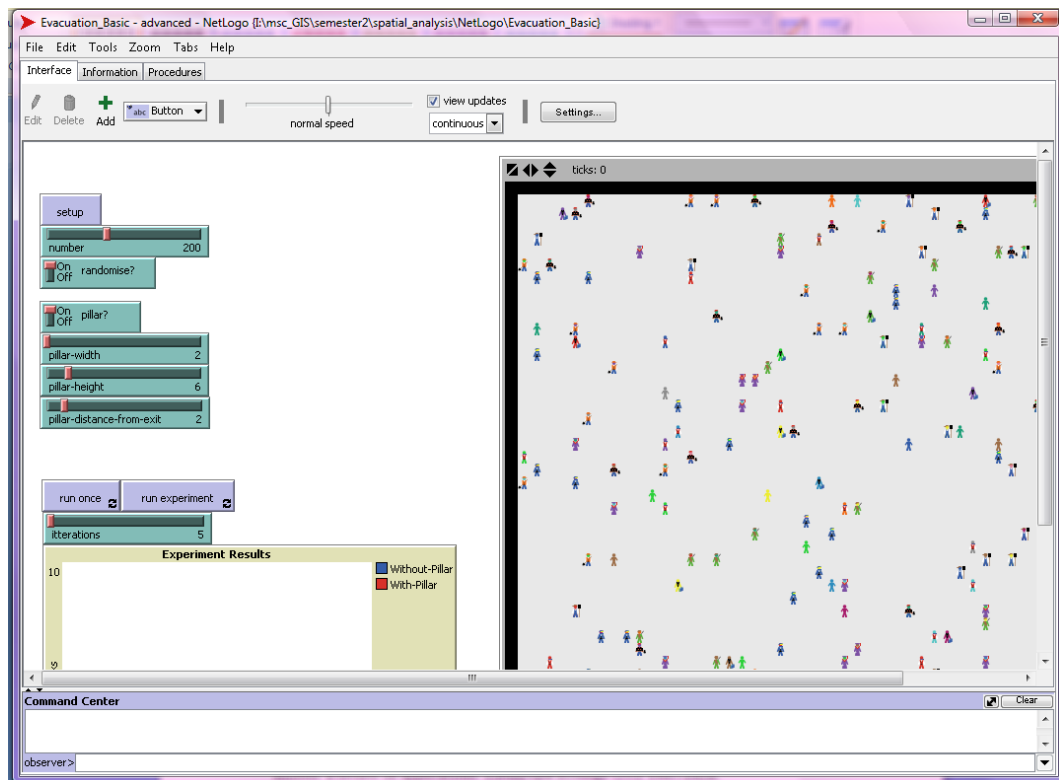 Evacuation_Basic - advanced - NetLogo {I:\msc_GIS\semester2\spatial_analysis\NetLogo\Evacuation_Basic}
File Edit Tools Zoom Tabs Help
Interface Information Procedures
Edit Delete Add abc Button normal speed view updates continuous Settings...
ticks: 0
setup
number 200
On Off randomise?
On Off pillar?
pillar-width 2
pillar-height 6
pillar-distance-from-exit 2
run once run experiment
itterations 5
Experiment Results
10
Without-Pillar
With-Pillar
Command Center Clear
observer>